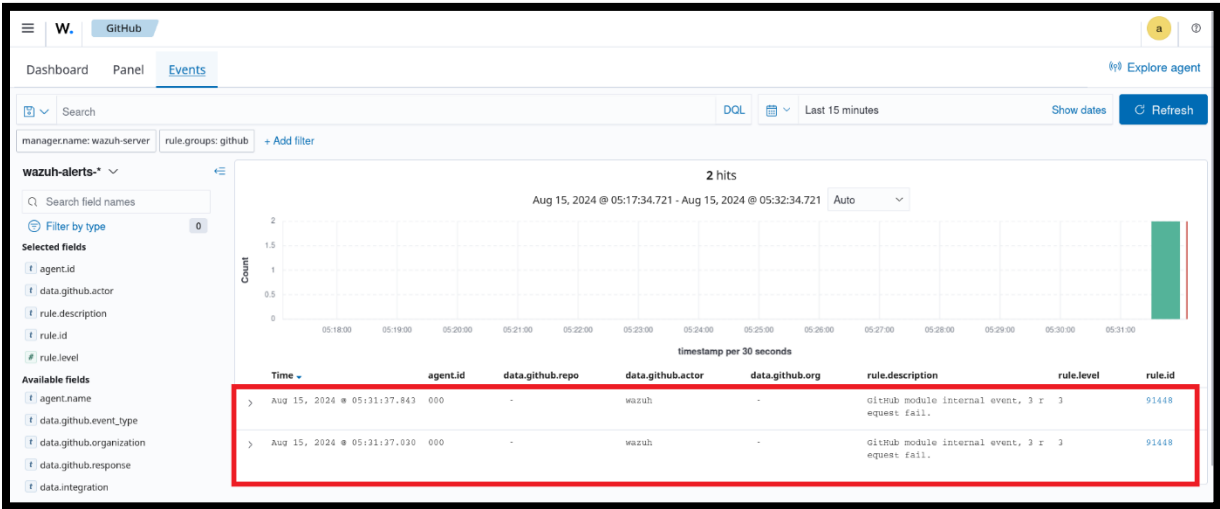 W. GitHub a
Dashboard Panel Events Explore agent
Search DQL Last 15 minutes Show dates Refresh
manager.name: wazuh-server rule.groups: github + Add filter
wazuh-alerts-*
Search field names
Filter by type 0
Selected fields
t agent.id
t data.github.actor
t rule.description
t rule.id
# rule.level
Available fields
t agent.name
t data.github.event_type
t data.github.organization
t data.github.response
t data.integration
2 hits
Aug 15, 2024 @ 05:17:34.721 - Aug 15, 2024 @ 05:32:34.721 Auto
Count
2
1.5
1
0.5
0
05:18:00 05:19:00 05:20:00 05:21:00 05:22:00 05:23:00 05:24:00 05:25:00 05:26:00 05:27:00 05:28:00 05:29:00 05:30:00 05:31:00
timestamp per 30 seconds
Time agent.id data.github.repo data.github.actor data.github.org rule.description rule.level rule.id
Aug 15, 2024 @ 05:31:37.843 000 - wazuh - GitHub module internal event, 3 r 3 91448
equest fail.
Aug 15, 2024 @ 05:31:37.030 000 - wazuh - GitHub module internal event, 3 r 3 91448
equest fail.